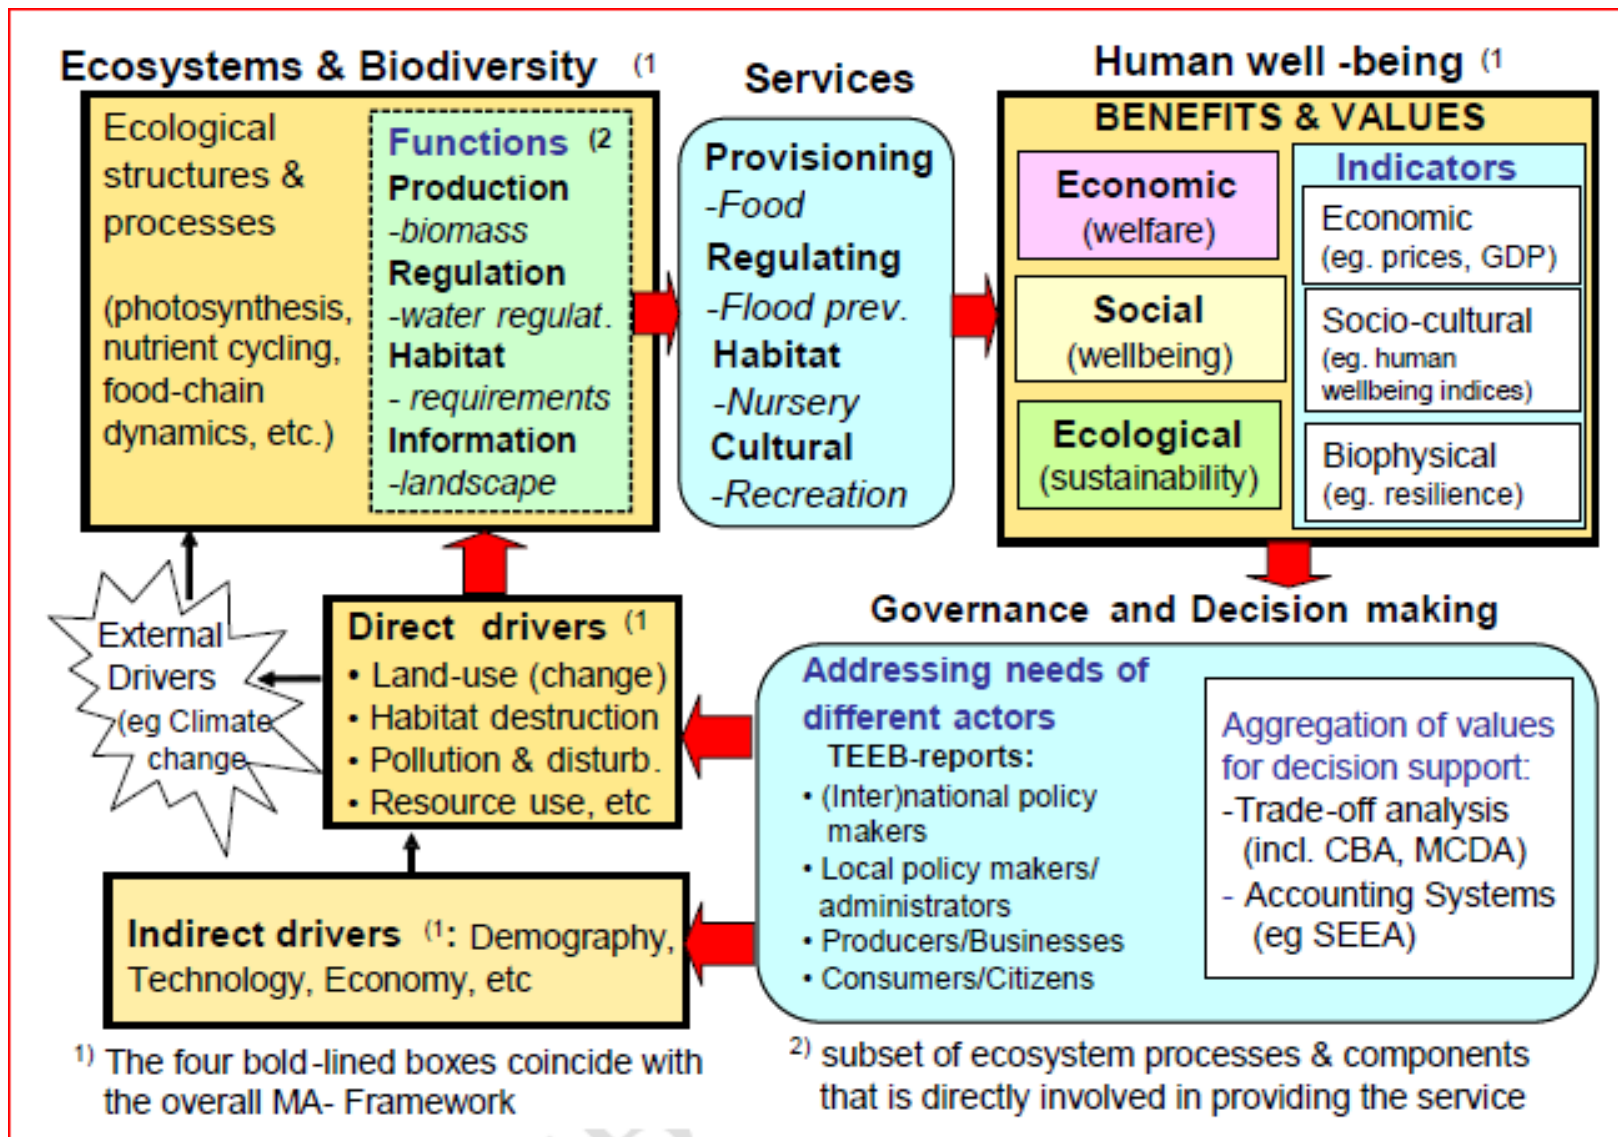 Ecosystems & Biodiversity (1
Ecological
structures &
processes
(photosynthesis,
nutrient cycling,
food-chain
dynamics, etc.)
Functions (2
Production
-biomass
Regulation
-water regulat.
Habitat
- requirements
Information
-landscape
Services
Provisioning
-Food
Regulating
-Flood prev.
Habitat
-Nursery
Cultural
-Recreation
Human well -being (1
BENEFITS & VALUES
Economic
(welfare)
Social
(wellbeing)
Ecological
(sustainability)
Indicators
Economic
(eg. prices, GDP)
Socio-cultural
(eg. human
wellbeing indices)
Biophysical
(eg. resilience)
External
Drivers
(eg Climate
change
Direct drivers (1
• Land-use (change)
• Habitat destruction
• Pollution & disturb.
• Resource use, etc
Indirect drivers (1: Demography,
Technology, Economy, etc
Governance and Decision making
Addressing needs of
different actors
TEEB-reports:
• (Inter)national policy
makers
• Local policy makers/
administrators
• Producers/Businesses
• Consumers/Citizens
Aggregation of values
for decision support:
-Trade-off analysis
(incl. CBA, MCDA)
- Accounting Systems
(eg SEEA)
1) The four bold-lined boxes coincide with
the overall MA- Framework
2) subset of ecosystem processes & components
that is directly involved in providing the service